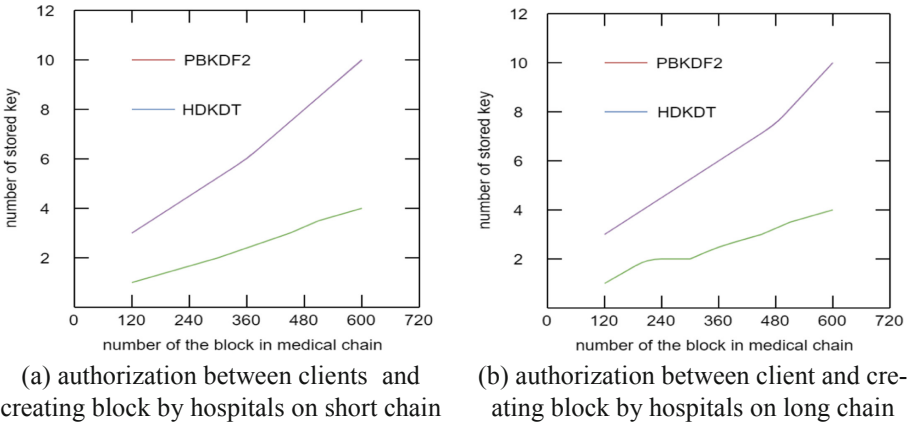 12
10
8
6
4
2
0
120
240
360
480
600
720
PBKDF2
HDKDT
number of stored key
number of the block in medical chain
(a) authorization between clients and
creating block by hospitals on short chain
12
10
8
6
4
2
0
120
240
360
480
600
720
PBKDF2
HDKDT
number of stored key
number of the block in medical chain
(b) authorization between client and cre-
ating block by hospitals on long chain